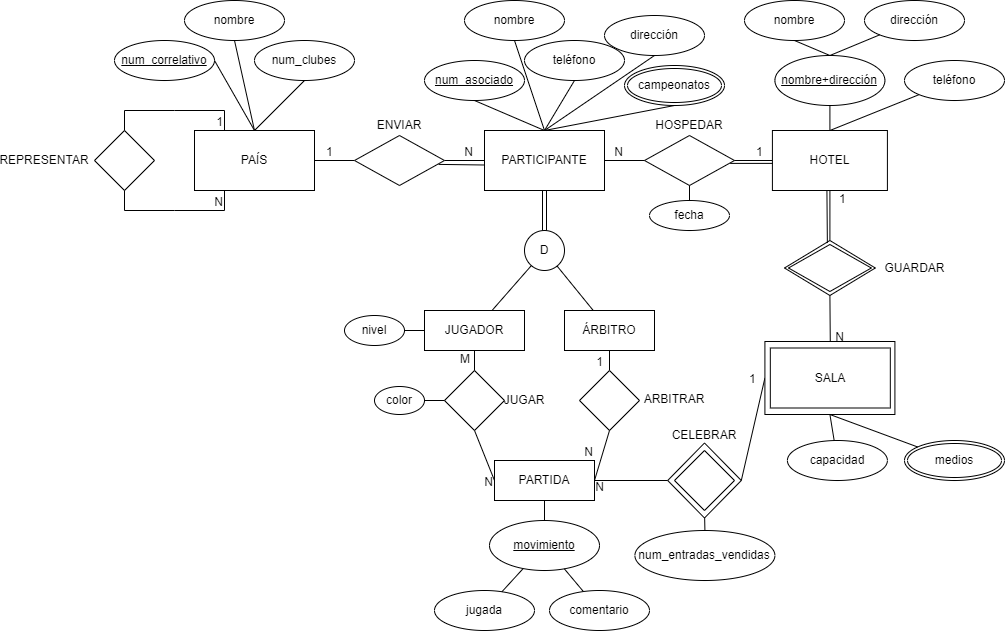 nombre
nombre
nombre
dirección
dirección
num_correlativo
num_clubes
teléfono
num_asociado
campeonatos
nombre+dirección
teléfono
1
ENVIAR
HOSPEDAR
REPRESENTAR
PAÍS
1
N
PARTICIPANTE
N
1
HOTEL
N
fecha
1
D
GUARDAR
nivel
JUGADOR
ÁRBITRO
N
M
1
SALA
1
color
JUGAR
ARBITRAR
CELEBRAR
N
capacidad
medios
N
PARTIDA
N
movimiento
num_entradas_vendidas
jugada
comentario